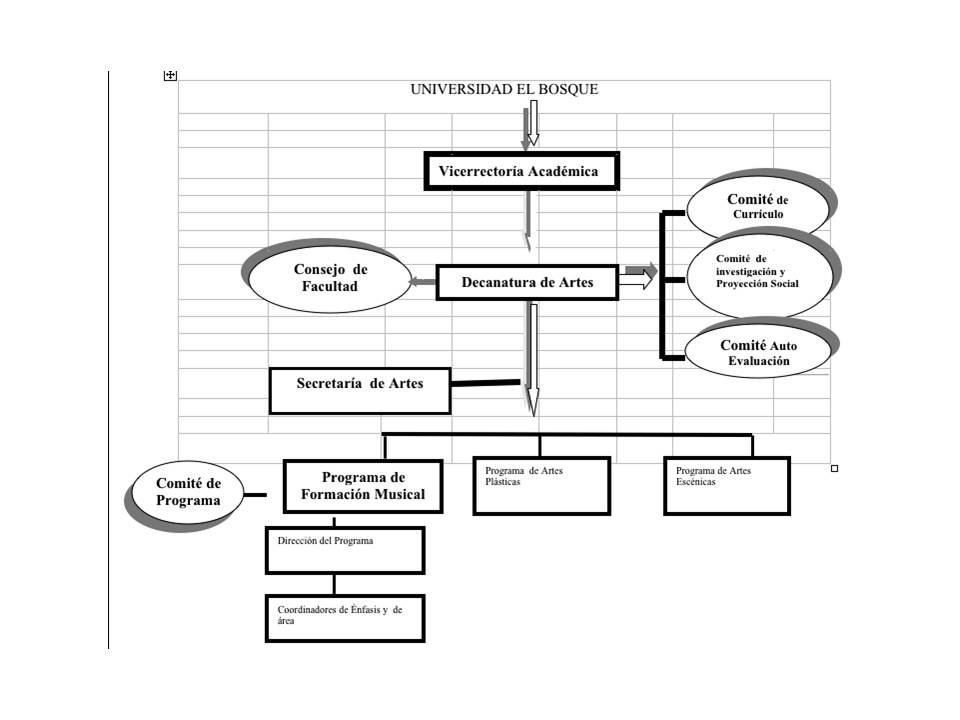 UNIVERSIDAD EL BOSQUE
Vicerrectoría Académica
Comité de
Currículo
Consejo de
Facultad
Decanatura de Artes
Comité de
investigación y
Proyección Social
Comité Auto
Evaluación
Secretaría de Artes
Comité de
Programa
Programa de
Formación Musical
Programa de Artes
Plásticas
Programa de Artes
Escénicas
Dirección del Programa
Coordinadores de Énfasis y de
área